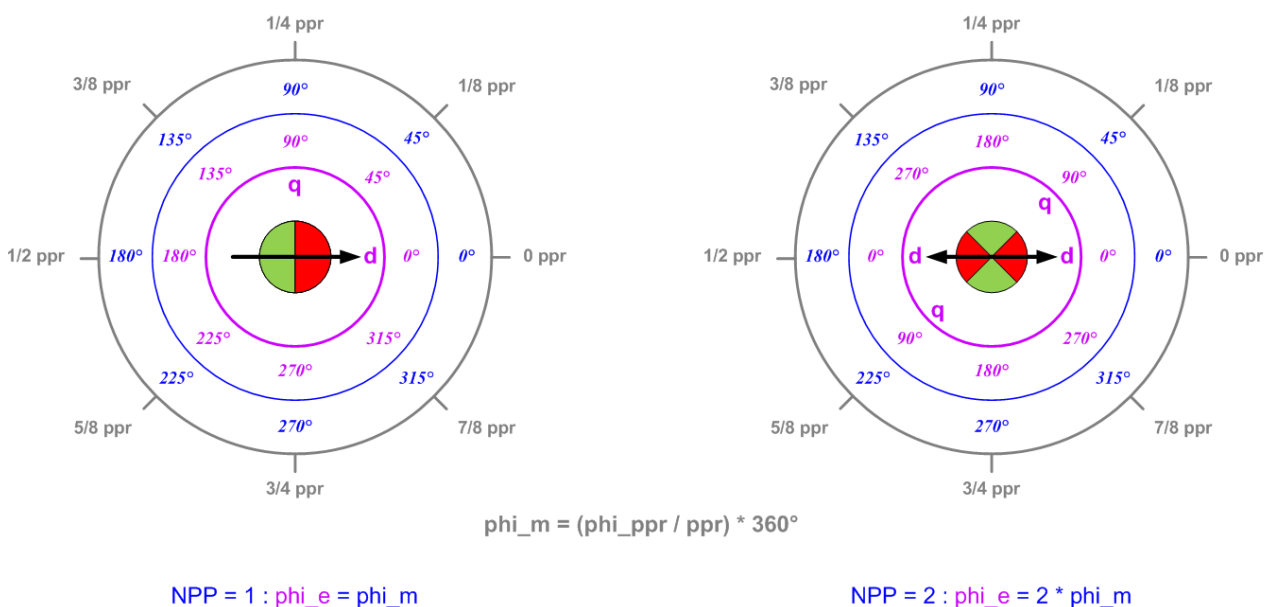 1/4 ppr
3/8 ppr
1/8 ppr
90°
135°
45°
90°
135°
45°
q
1/2 ppr
180°
180°
d
0°
0°
0 ppr
225°
315°
270°
225°
315°
270°
5/8 ppr
7/8 ppr
3/4 ppr
1/4 ppr
3/8 ppr
1/8 ppr
90°
135°
45°
180°
270°
90°
q
1/2 ppr
180°
0°
d
d
0°
0°
0 ppr
q
90°
270°
180°
225°
315°
270°
5/8 ppr
7/8 ppr
3/4 ppr
phi_m = (phi_ppr / ppr) * 360°
NPP = 1 : phi_e = phi_m
NPP = 2 : phi_e = 2 * phi_m